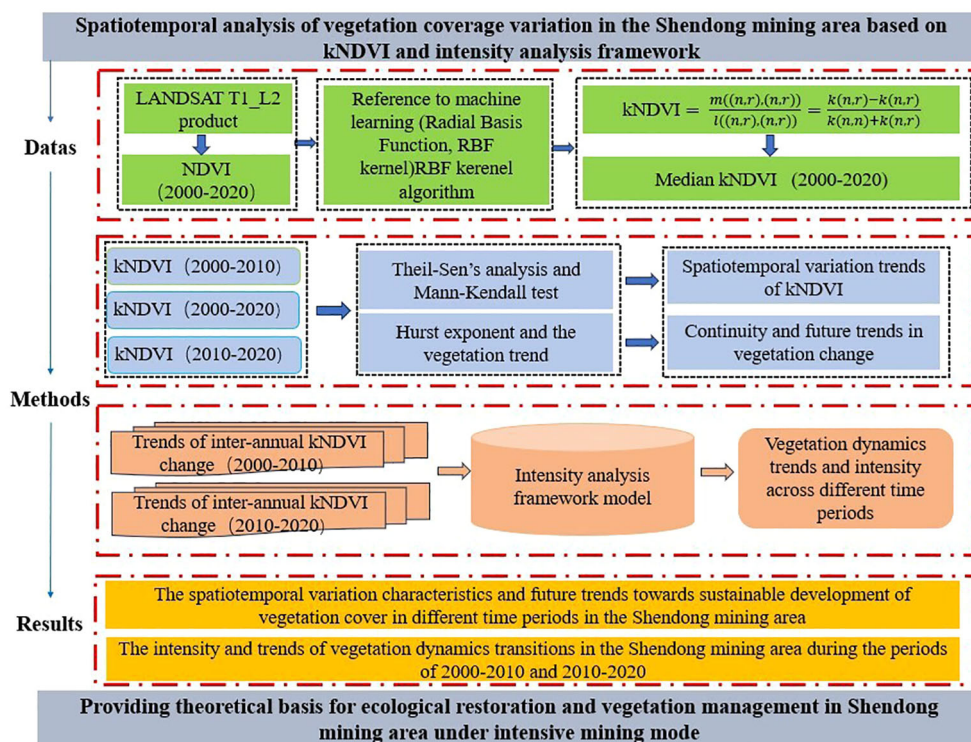 Spatiotemporal analysis of vegetation coverage variation in the Shendong mining area based on
kNDVI and intensity analysis framework
Datas
LANDSAT T1_L2
product
NDVI
(2000-2020)
Reference to machine
learning (Radial Basis
Function, RBF
kernel)RBF kerenel
algorithm
kNDVI = m((n,r),(n,r))/l((n,r),(n,r)) = k(n,r)−k(n,r)/k(n,n)+k(n,r)
Median kNDVI (2000-2020)
Methods
kNDVI (2000-2010)
kNDVI (2000-2020)
kNDVI (2010-2020)
Theil-Sen's analysis and
Mann-Kendall test
Hurst exponent and the
vegetation trend
Spatiotemporal variation trends
of kNDVI
Continuity and future trends in
vegetation change
Trends of inter-annual kNDVI
change (2000-2010)
Trends of inter-annual kNDVI
change (2010-2020)
Intensity analysis
framework model
Vegetation dynamics
trends and intensity
across different time
periods
Results
The spatiotemporal variation characteristics and future trends towards sustainable development of
vegetation cover in different time periods in the Shendong mining area
The intensity and trends of vegetation dynamics transitions in the Shendong mining area during the periods
of 2000-2010 and 2010-2020
Providing theoretical basis for ecological restoration and vegetation management in Shendong
mining area under intensive mining mode